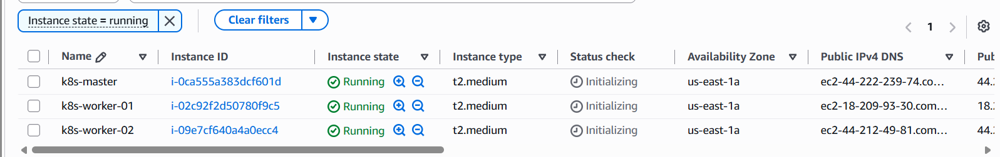 Instance state = running Clear filters
1
Name Instance ID Instance state Instance type Status check Availability Zone Public IPv4 DNS Pub
k8s-master i-0ca555a383dcf601d Running t2.medium Initializing us-east-1a ec2-44-222-239-74.co... 44.
k8s-worker-01 i-02c92f2d50780f9c5 Running t2.medium Initializing us-east-1a ec2-18-209-93-30.com... 18.
k8s-worker-02 i-09e7cf640a4a0ecc4 Running t2.medium Initializing us-east-1a ec2-44-212-49-81.com... 44.